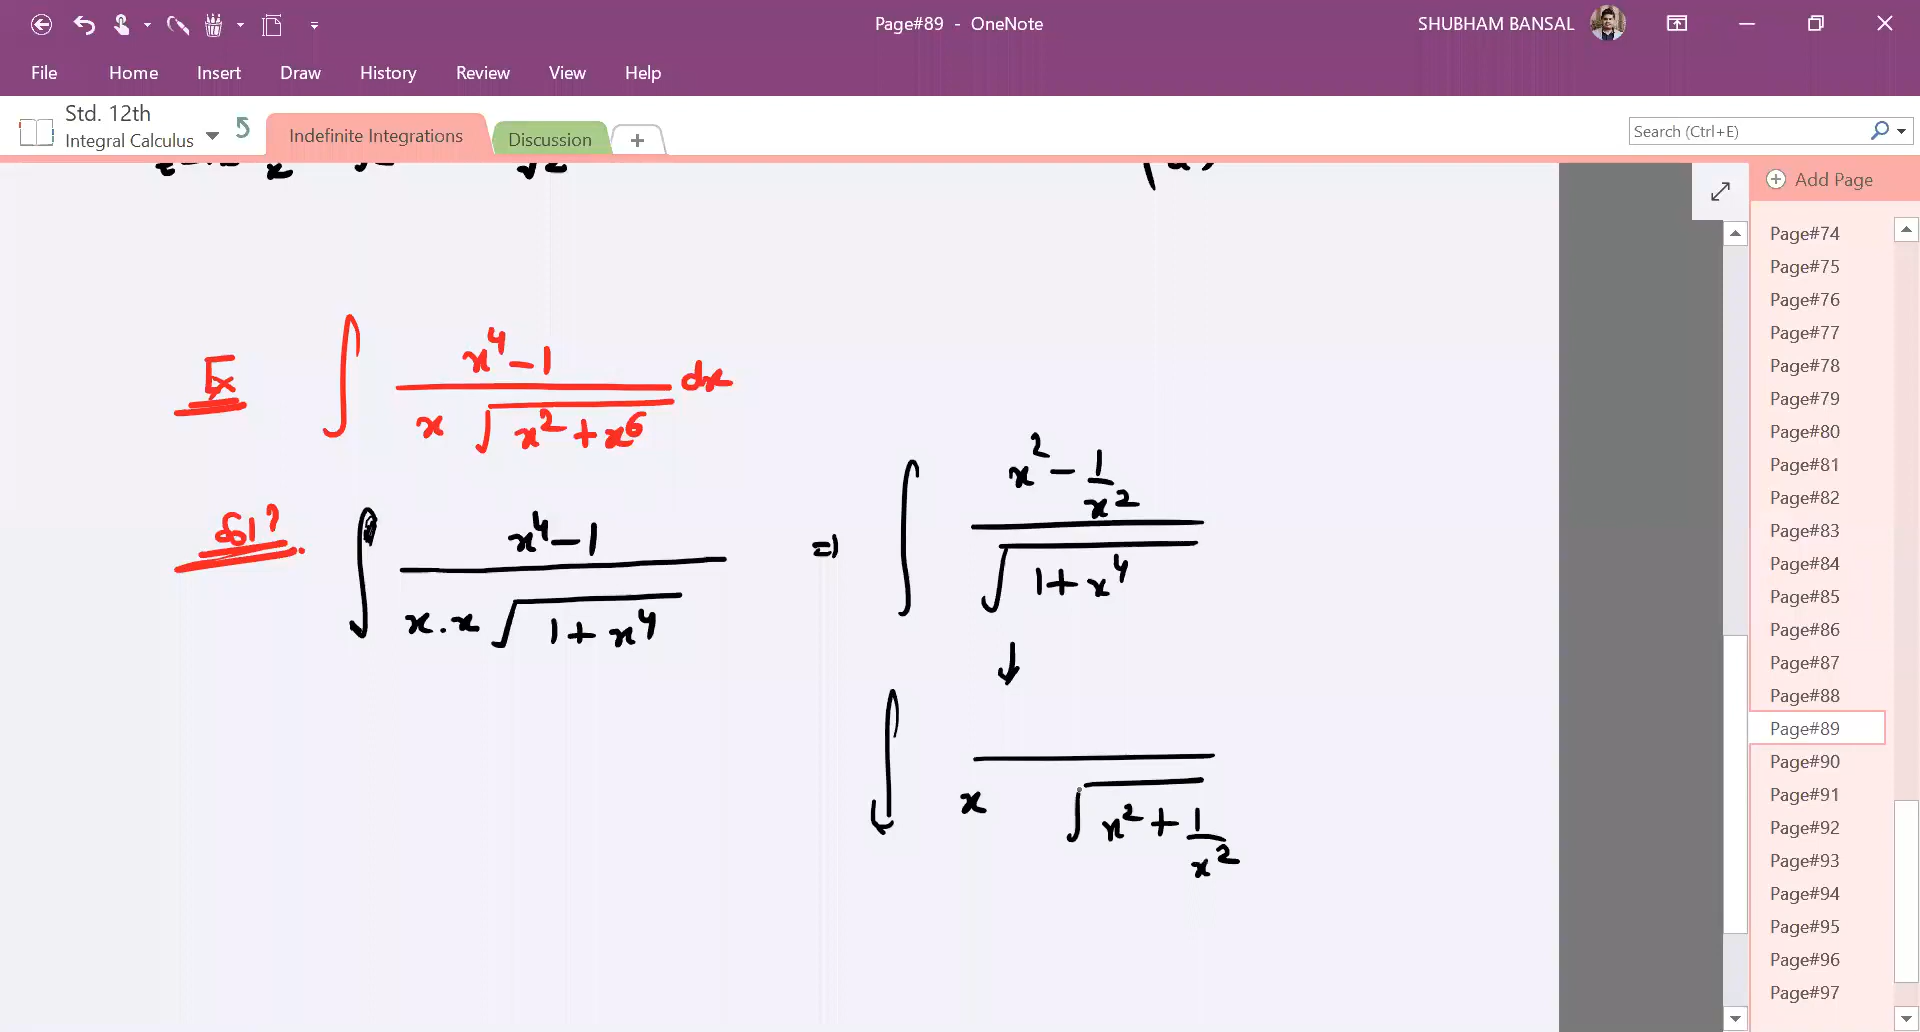 Page#89 - OneNote
SHUBHAM BANSAL
File Home Insert Draw History Review View Help
Std. 12th
Integral Calculus
Indefinite Integrations
Discussion
+
Search (Ctrl+E)
Add Page
Page#74
Page#75
Page#76
Page#77
Page#78
Page#79
Page#80
Page#81
Page#82
Page#83
Page#84
Page#85
Page#86
Page#87
Page#88
Page#89
Page#90
Page#91
Page#92
Page#93
Page#94
Page#95
Page#96
Page#97
Ex ∫ (x⁴ - 1) / (x √(x² + x⁶)) dx
∫ (x⁴ - 1) / (x . x √(1 + x⁴)) ⇒ ∫ (x² - 1/x²) / √(1 + x⁴)
↓
∫ / (x √(x² + 1/x²))